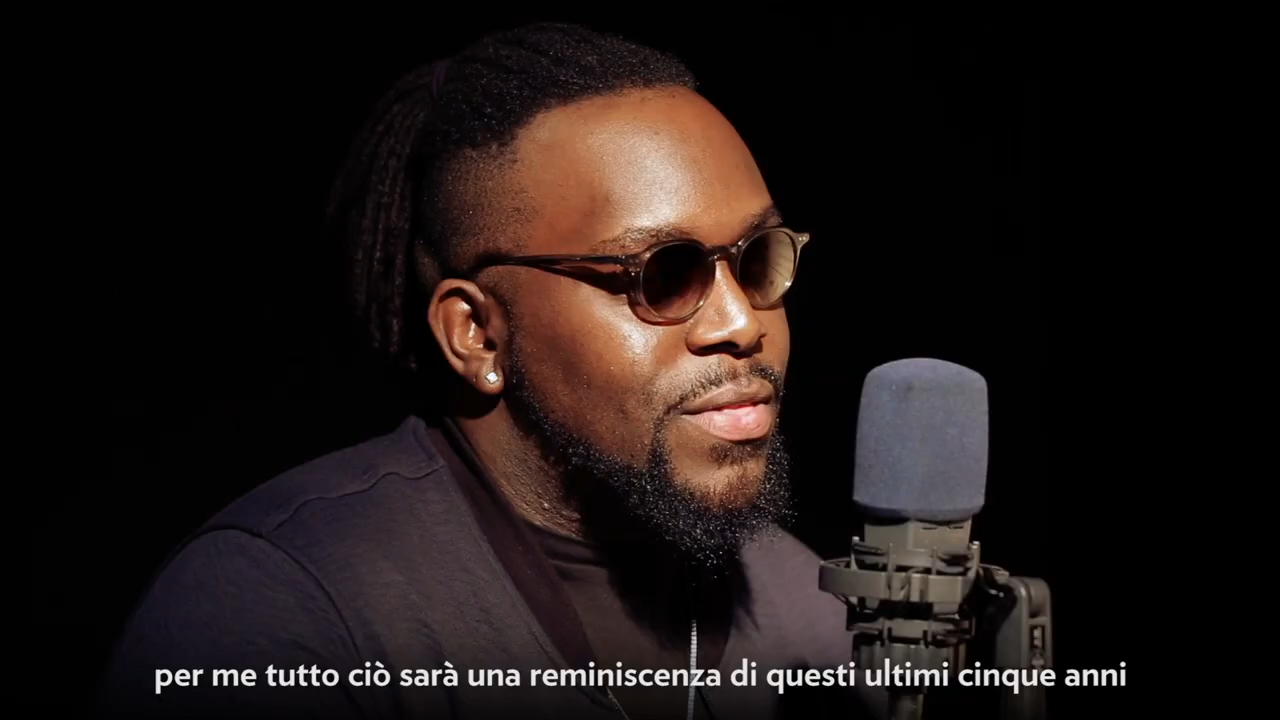 per me tutto ciò sarà una reminiscenza di questi ultimi cinque anni